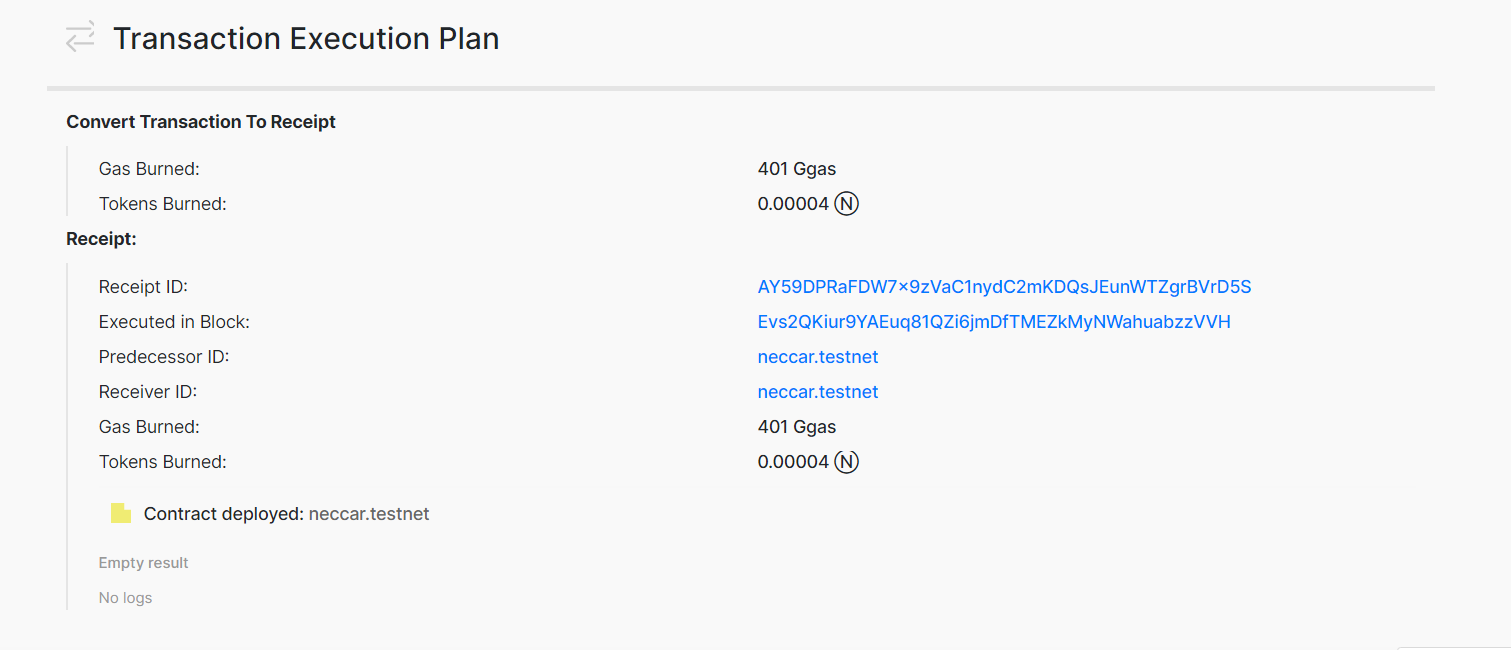 Transaction Execution Plan
Convert Transaction To Receipt
Gas Burned: 401 Ggas
Tokens Burned: 0.00004 Ⓝ
Receipt:
Receipt ID: AY59DPRaFDW7x9zVaC1nydC2mKDQsJEunWTZgrBVrD5S
Executed in Block: Evs2QKiur9YAEuq81QZi6jmDfTMEZkMyNWahuabzzVVH
Predecessor ID: neccar.testnet
Receiver ID: neccar.testnet
Gas Burned: 401 Ggas
Tokens Burned: 0.00004 Ⓝ
Contract deployed: neccar.testnet
Empty result
No logs